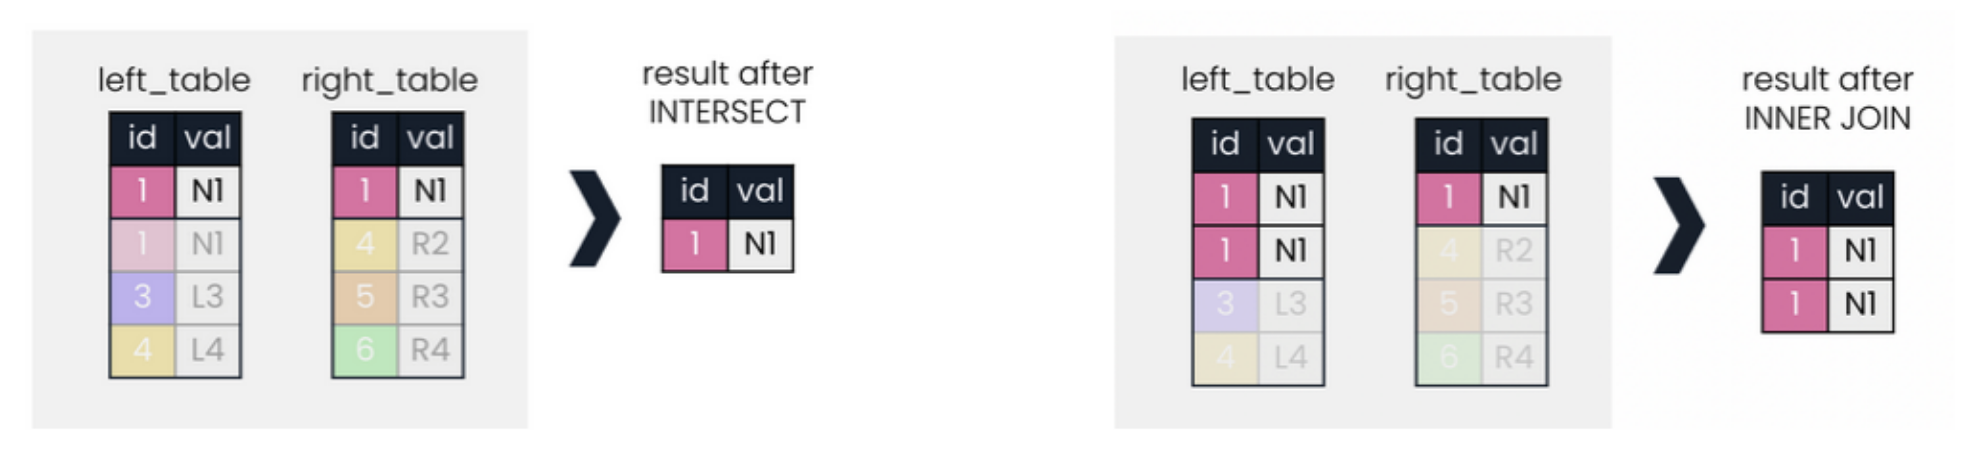 left_table right_table
id val id val
1 N1 1 N1
1 N1 4 R2
3 L3 5 R3
4 L4 6 R4
result after
INTERSECT
id val
1 N1
left_table right_table
id val id val
1 N1 1 N1
1 N1 4 R2
3 L3 5 R3
4 L4 6 R4
result after
INNER JOIN
id val
1 N1
1 N1